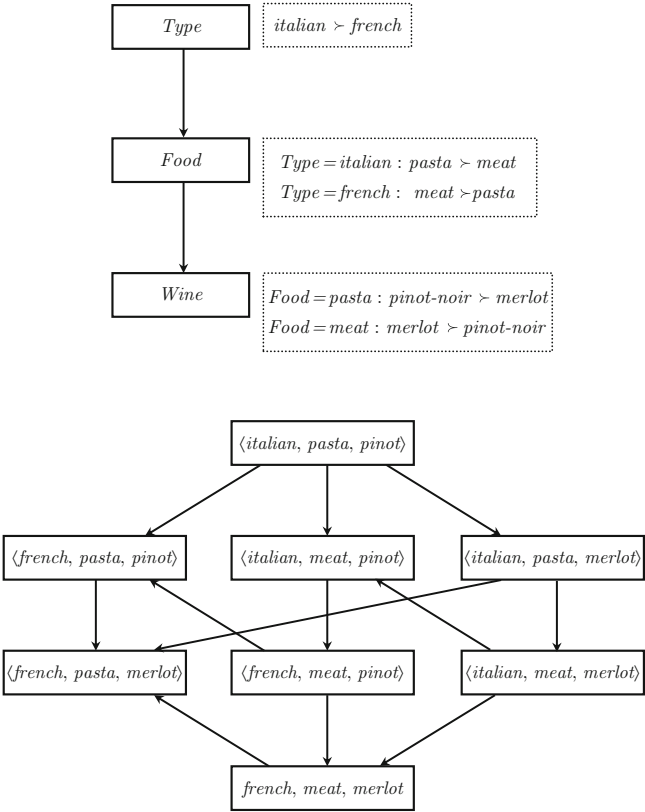 Type
italian ≻ french
Food
Type = italian : pasta ≻ meat
Type = french : meat ≻ pasta
Wine
Food = pasta : pinot-noir ≻ merlot
Food = meat : merlot ≻ pinot-noir
⟨italian, pasta, pinot⟩
⟨french, pasta, pinot⟩
⟨italian, meat, pinot⟩
⟨italian, pasta, merlot⟩
⟨french, pasta, merlot⟩
⟨french, meat, pinot⟩
⟨italian, meat, merlot⟩
french, meat, merlot